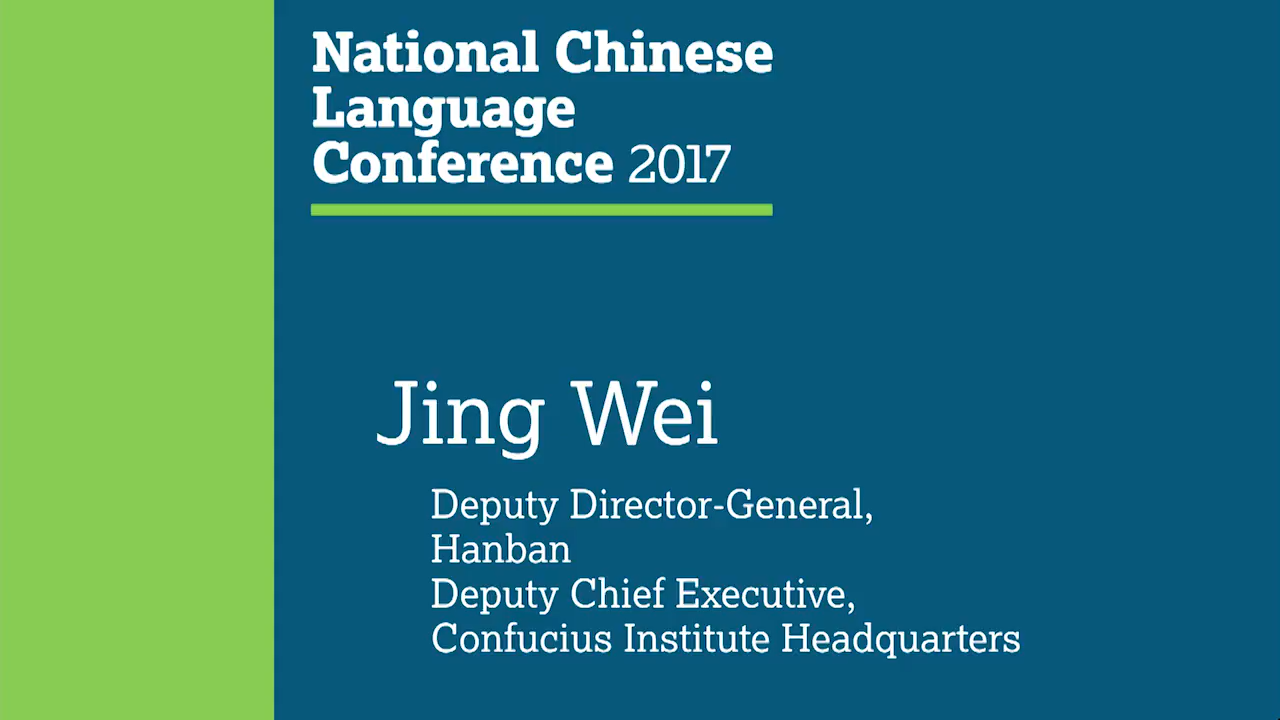 National Chinese
Language
Conference 2017
Jing Wei
Deputy Director-General,
Hanban
Deputy Chief Executive,
Confucius Institute Headquarters